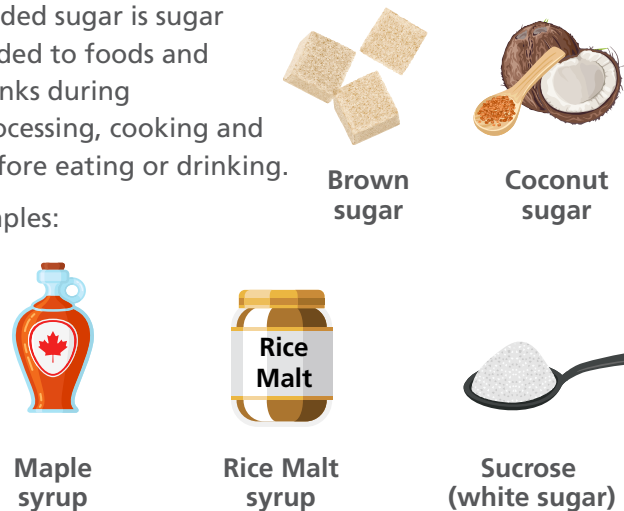 ded sugar is sugar
ded to foods and
nks during
ocessing, cooking and
fore eating or drinking.
Brown
sugar
Coconut
sugar
ples:
Rice
Malt
Maple
syrup
Rice Malt
syrup
Sucrose
(white sugar)